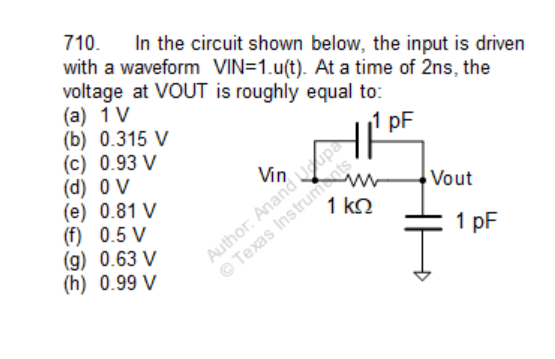 710. In the circuit shown below, the input is driven
with a waveform VIN=1.u(t). At a time of 2ns, the
voltage at VOUT is roughly equal to:
(a) 1 V
(b) 0.315 V
(c) 0.93 V
(d) 0 V
(e) 0.81 V
(f) 0.5 V
(g) 0.63 V
(h) 0.99 V
1 pF
Vin
Vout
1 kΩ
1 pF
Author: Anand Udupa
© Texas Instruments